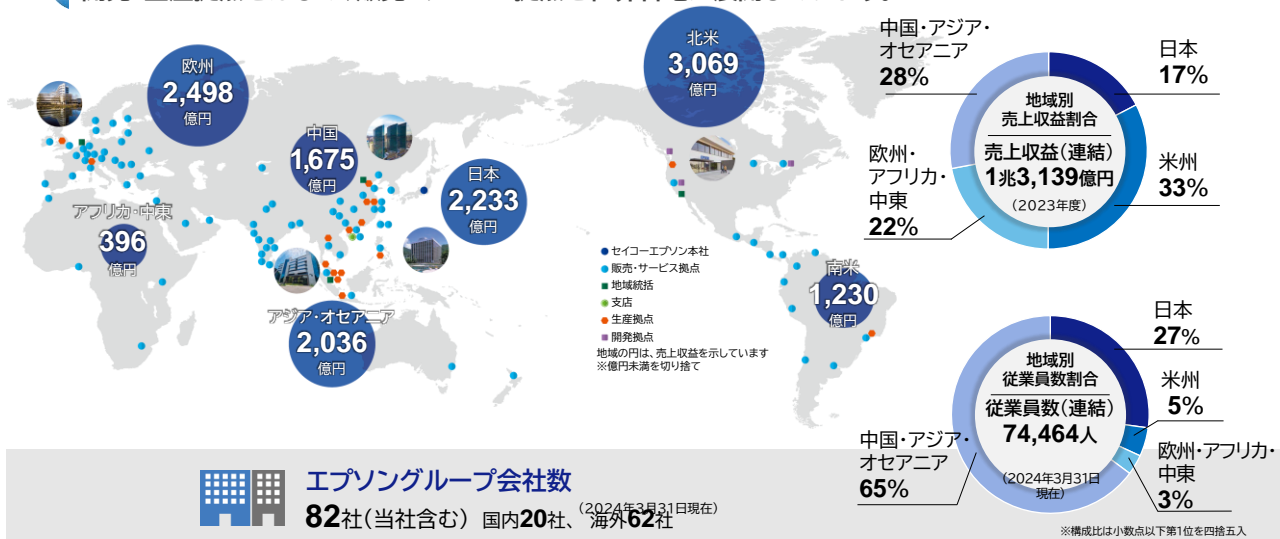 欧州
2,498
億円
中国
1,675
億円
日本
2,233
億円
アフリカ・中東
396
億円
アジア・オセアニア
2,036
億円
北米
3,069
億円
南米
1,230
億円
セイコーエプソン本社
販売・サービス拠点
地域統括
支店
生産拠点
開発拠点
地域の円は、売上収益を示しています
※億円未満を切り捨て
中国・アジア・
オセアニア
28%
日本
17%
地域別
売上収益割合
売上収益(連結)
1兆3,139億円
(2023年度)
欧州・
アフリカ・
中東
22%
米州
33%
日本
27%
地域別
従業員数割合
従業員数(連結)
74,464人
(2024年3月31日
現在)
米州
5%
中国・アジア・
オセアニア
65%
欧州・アフリカ・
中東
3%
※構成比は小数点以下第1位を四捨五入
エプソングループ会社数
(2024年3月31日現在)
82社(当社含む) 国内20社、海外62社